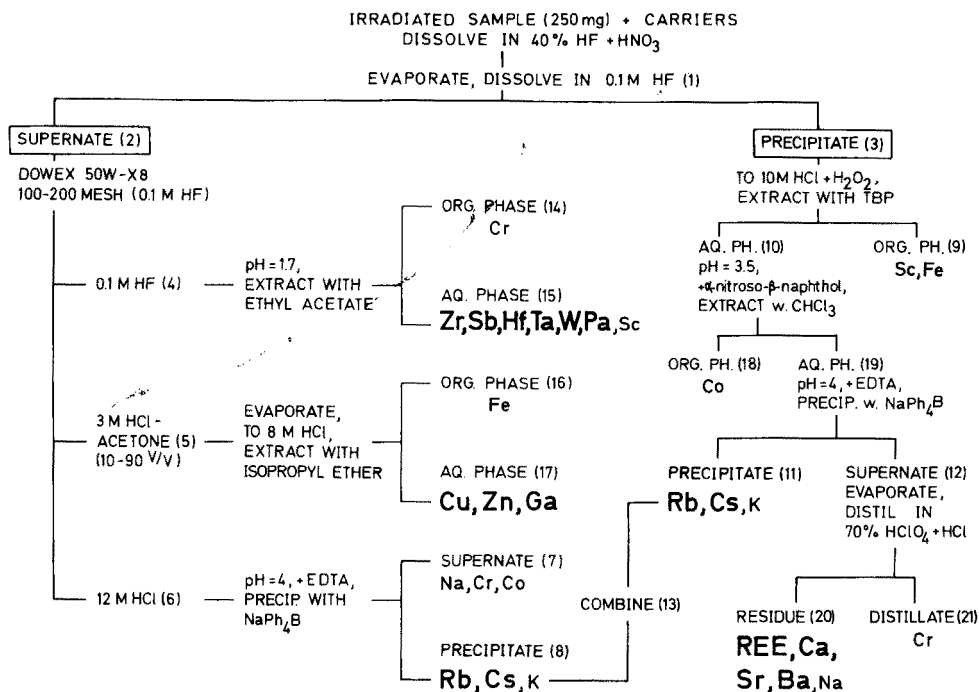 IRRADIATED SAMPLE (250 mg) + CARRIERS
DISSOLVE IN 40% HF + HNO3
EVAPORATE, DISSOLVE IN 0.1 M HF (1)
SUPERNATE (2)
DOWEX 50W-X8
100-200 MESH (0.1 M HF)
0.1 M HF (4)
pH = 1.7,
EXTRACT WITH
ETHYL ACETATE
ORG. PHASE (14)
Cr
AQ. PHASE (15)
Zr, Sb, Hf, Ta, W, Pa, Sc
3 M HCl -
ACETONE (5)
(10-90 V/V)
EVAPORATE,
TO 8 M HCl,
EXTRACT WITH
ISOPROPYL ETHER
ORG. PHASE (16)
Fe
AQ. PHASE (17)
Cu, Zn, Ga
12 M HCl (6)
pH=4, + EDTA,
PRECIP. WITH
NaPh4B
SUPERNATE (7)
Na, Cr, Co
PRECIPITATE (8)
Rb, Cs, K
COMBINE (13)
PRECIPITATE (3)
TO 10M HCl + H2O2,
EXTRACT WITH TBP
AQ. PH. (10)
pH = 3.5,
+α-nitroso-β-naphthol,
EXTRACT w. CHCl3
ORG. PH. (9)
Sc, Fe
ORG. PH. (18)
Co
AQ. PH. (19)
pH=4, + EDTA,
PRECIP. w. NaPh4B
PRECIPITATE (11)
Rb, Cs, K
SUPERNATE (12)
EVAPORATE,
DISTIL IN
70% HClO4 + HCl
RESIDUE (20)
REE, Ca,
Sr, Ba, Na
DISTILLATE (21)
Cr